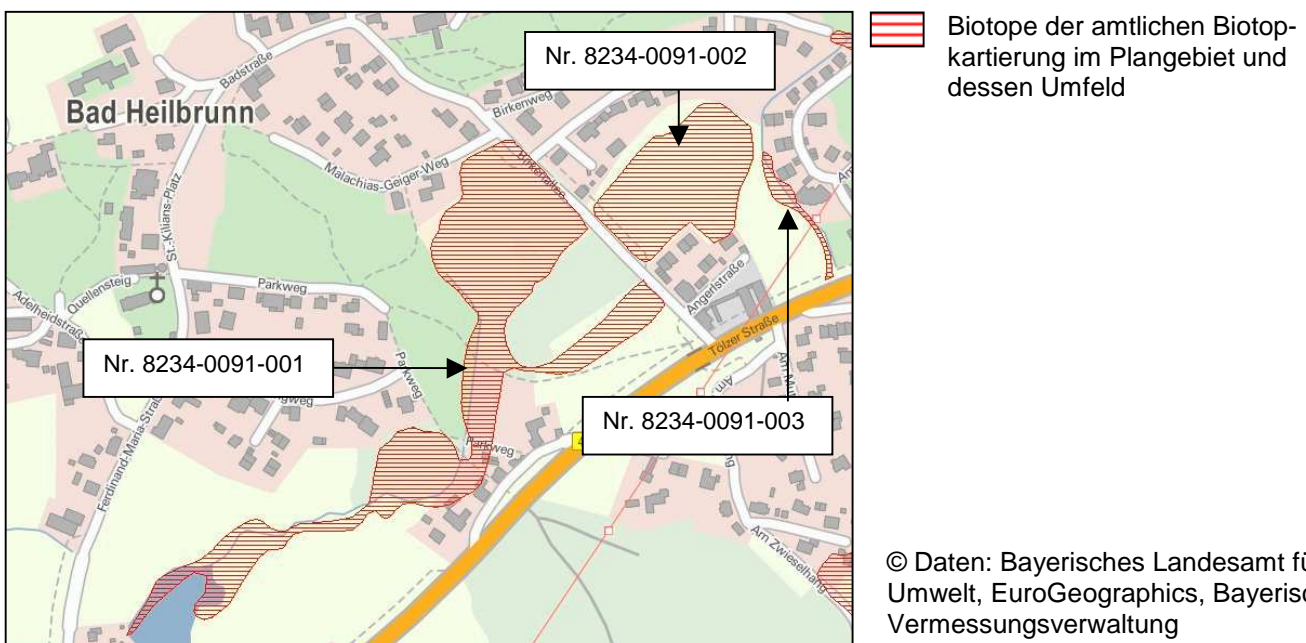 Nr. 8234-0091-002
Biotope der amtlichen Biotop-
kartierung im Plangebiet und
dessen Umfeld
Badstraße
Bad Heilbrunn
Birkenweg
Malachias-Geiger-Weg
Birkenallee
St.-Kilians-Platz
Quellensteig
Parkweg
Adelheidstraße
Angerlstraße
Tölzer Straße
Nr. 8234-0091-001
Parkweg
Nr. 8234-0091-003
Parkweg
Ferdinand-Maria-Straße
Am Zwieselhang
© Daten: Bayerisches Landesamt fü
Umwelt, EuroGeographics, Bayerisc
Vermessungsverwaltung